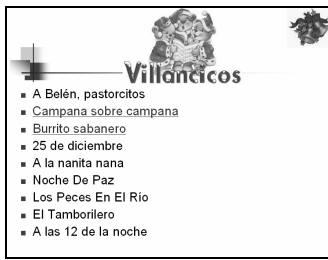 Villancicos
A Belén, pastorcitos
Campana sobre campana
Burrito sabanero
25 de diciembre
A la nanita nana
Noche De Paz
Los Peces En El Río
El Tamborilero
A las 12 de la noche